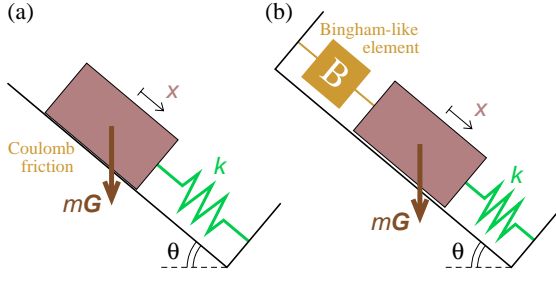 (a)
x
Coulomb
friction
k
mG
θ
(b)
Bingham-like
element
B
x
k
mG
θ